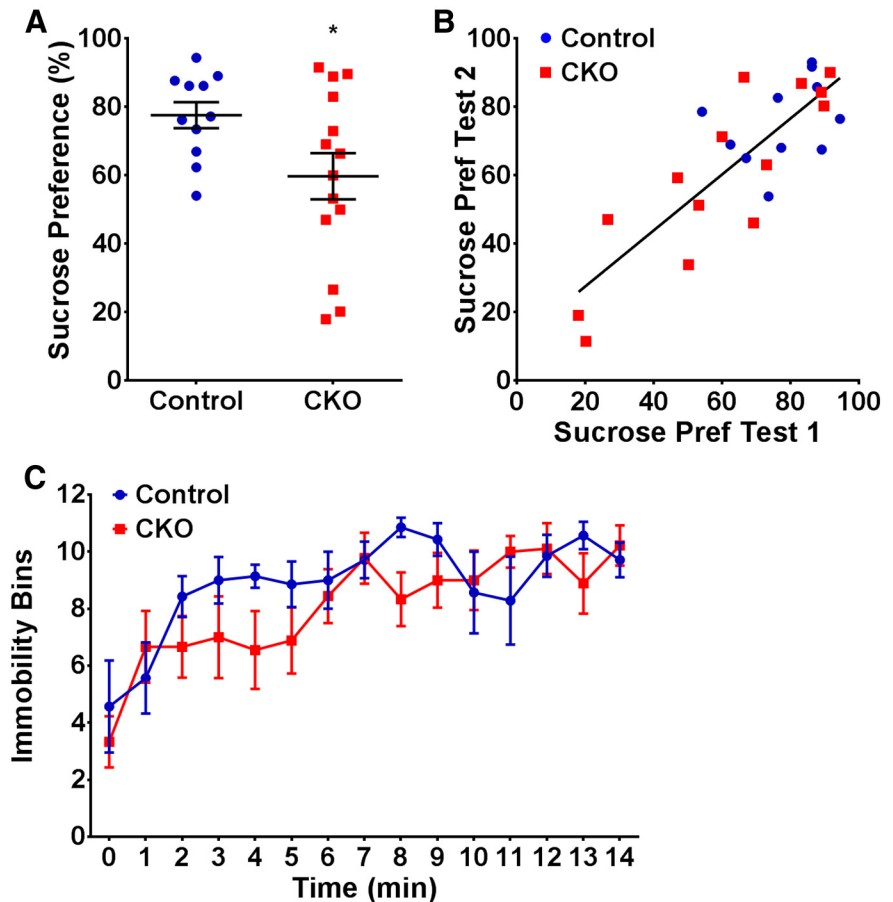 A
*
Sucrose Preference (%)
100
80
60
40
20
0
Control
CKO
B
Control
CKO
Sucrose Pref Test 2
100
80
60
40
20
0
0 20 40 60 80 100
Sucrose Pref Test 1
C
Control
CKO
Immobility Bins
12
10
8
6
4
2
0
0 1 2 3 4 5 6 7 8 9 10 11 12 13 14
Time (min)